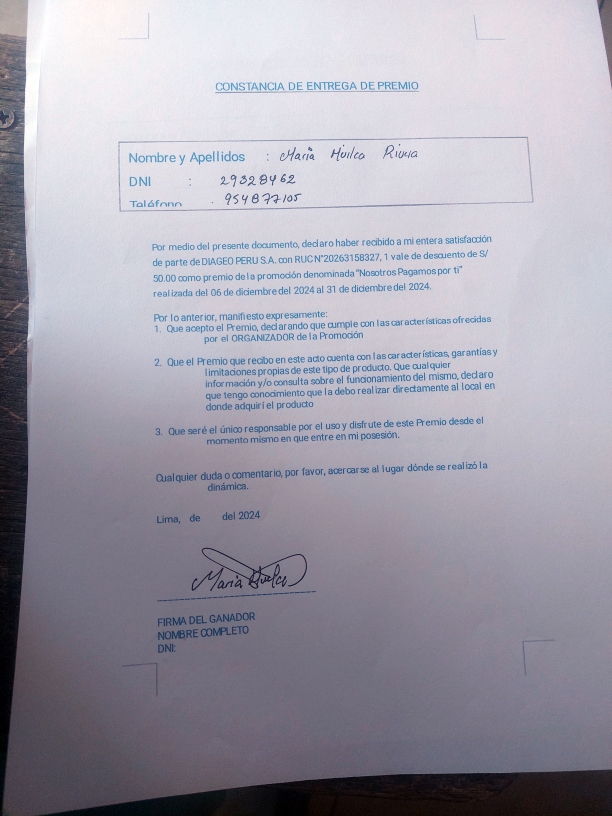 CONSTANCIA DE ENTREGA DE PREMIO
Nombre y Apellidos : Maria Huilca Rivera
DNI : 29328462
Teléfono : 954877105
Por medio del presente documento, declaro haber recibido a mi entera satisfacción
de parte de DIAGEO PERU S.A. con RUC N°20263158327, 1 vale de descuento de S/
50.00 como premio de la promoción denominada "Nosotros Pagamos por ti"
realizada del 06 de diciembre del 2024 al 31 de diciembre del 2024.
Por lo anterior, manifiesto expresamente:
1. Que acepto el Premio, declarando que cumple con las características ofrecidas
por el ORGANIZADOR de la Promoción
2. Que el Premio que recibo en este acto cuenta con las características, garantías y
limitaciones propias de este tipo de producto. Que cualquier
información y/o consulta sobre el funcionamiento del mismo, declaro
que tengo conocimiento que la debo realizar directamente al local en
donde adquirí el producto
3. Que seré el único responsable por el uso y disfrute de este Premio desde el
momento mismo en que entre en mi posesión.
Cualquier duda o comentario, por favor, acercarse al lugar dónde se realizó la
dinámica.
Lima, de del 2024
Maria Huilca
FIRMA DEL GANADOR
NOMBRE COMPLETO
DNI: